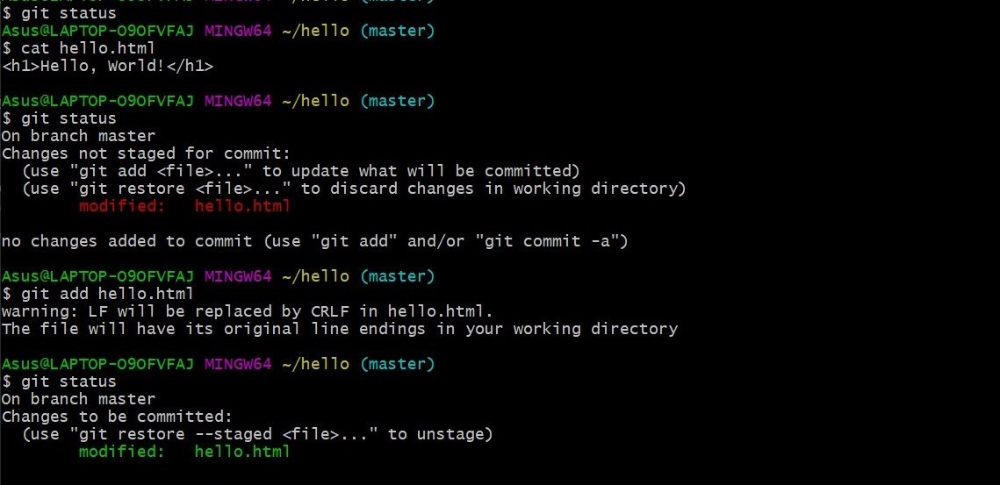 $ git status
Asus@LAPTOP-O9OFVFAJ MINGW64 ~/hello (master)
$ cat hello.html
<h1>Hello, World!</h1>
Asus@LAPTOP-O9OFVFAJ MINGW64 ~/hello (master)
$ git status
On branch master
Changes not staged for commit:
  (use "git add <file>..." to update what will be committed)
  (use "git restore <file>..." to discard changes in working directory)
        modified:   hello.html
no changes added to commit (use "git add" and/or "git commit -a")
Asus@LAPTOP-O9OFVFAJ MINGW64 ~/hello (master)
$ git add hello.html
warning: LF will be replaced by CRLF in hello.html.
The file will have its original line endings in your working directory
Asus@LAPTOP-O9OFVFAJ MINGW64 ~/hello (master)
$ git status
On branch master
Changes to be committed:
  (use "git restore --staged <file>..." to unstage)
        modified:   hello.html